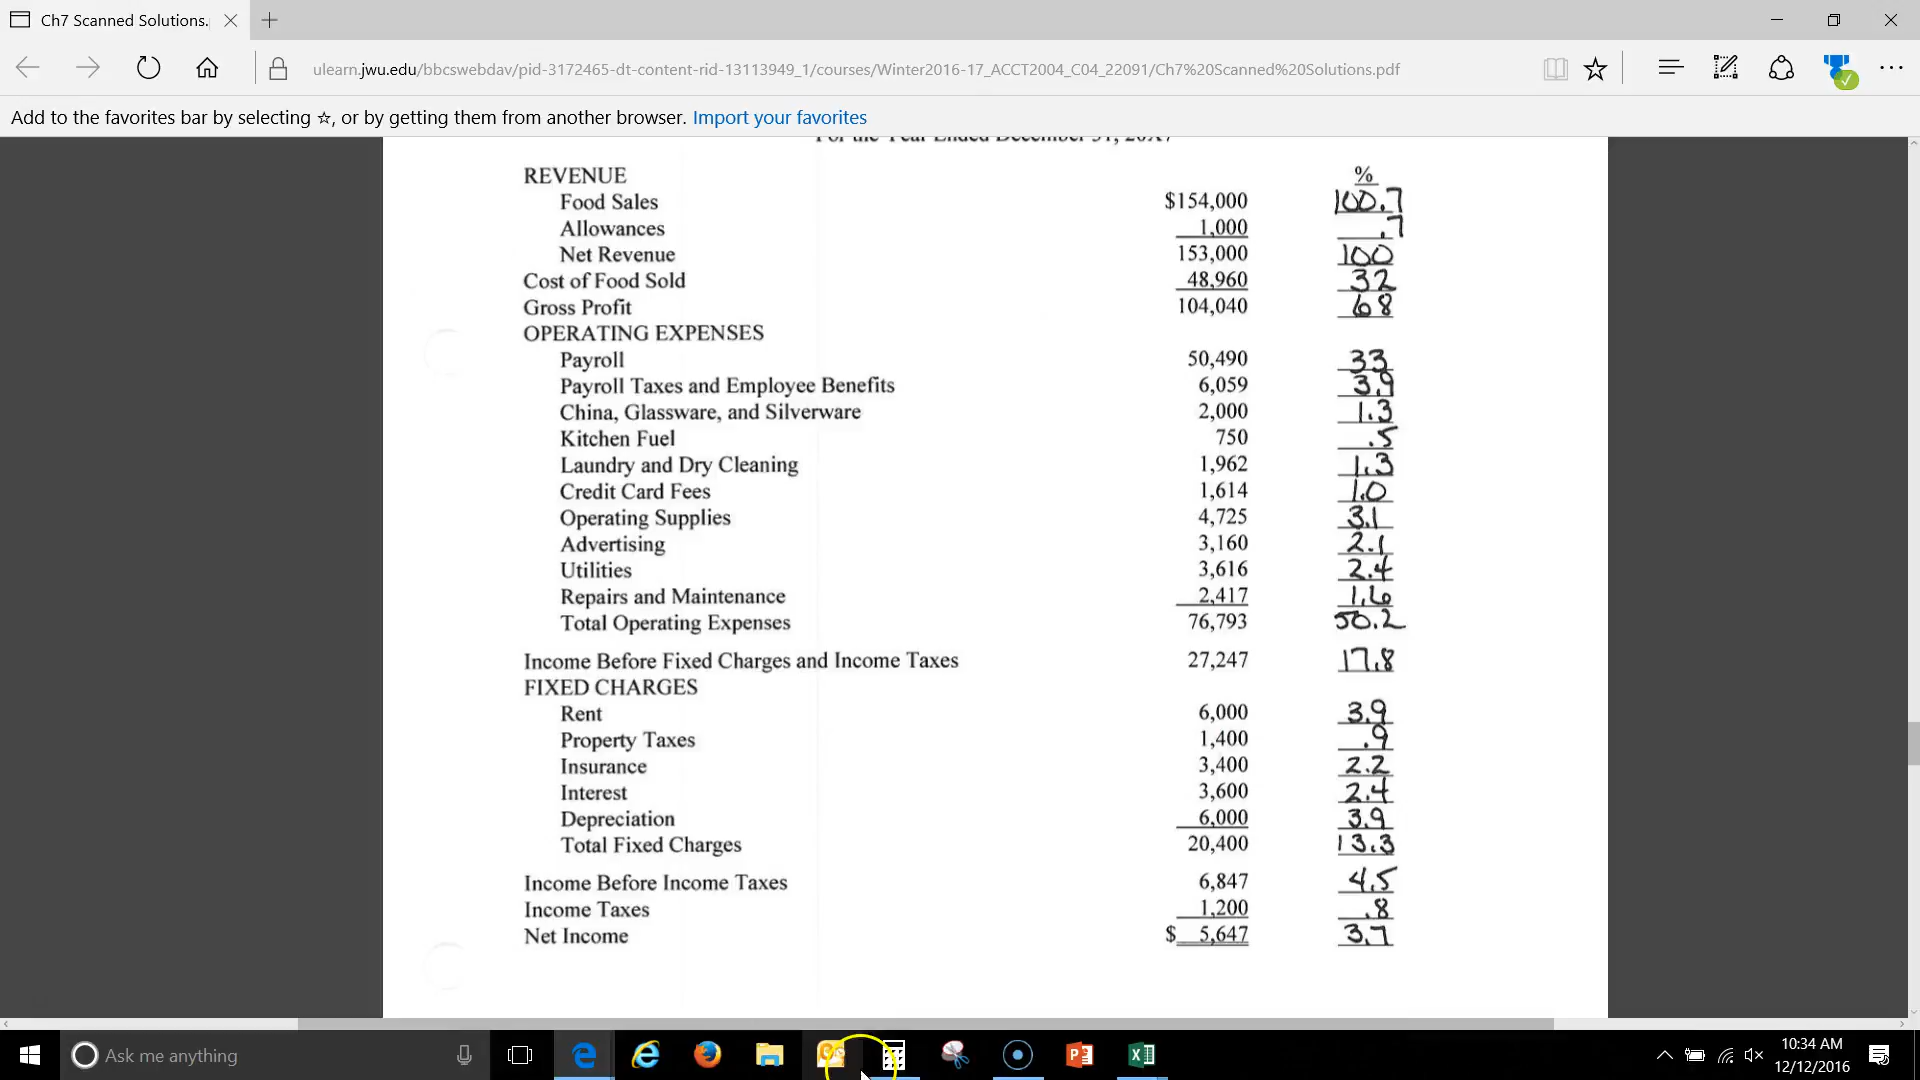 Ch7 Scanned Solutions.
ulearn.jwu.edu/bbcswebdav/pid-3172465-dt-content-rid-13113949_1/courses/Winter2016-17_ACCT2004_C04_22091/Ch7%20Scanned%20Solutions.pdf
Add to the favorites bar by selecting ☆, or by getting them from another browser. Import your favorites
For the Year Ended December 31, 20X7
REVENUE %
Food Sales $154,000 100.7
Allowances 1,000 .7
Net Revenue 153,000 100
Cost of Food Sold 48,960 32
Gross Profit 104,040 68
OPERATING EXPENSES
Payroll 50,490 33
Payroll Taxes and Employee Benefits 6,059 3.9
China, Glassware, and Silverware 2,000 1.3
Kitchen Fuel 750 .5
Laundry and Dry Cleaning 1,962 1.3
Credit Card Fees 1,614 1.0
Operating Supplies 4,725 3.1
Advertising 3,160 2.1
Utilities 3,616 2.4
Repairs and Maintenance 2,417 1.6
Total Operating Expenses 76,793 50.2
Income Before Fixed Charges and Income Taxes 27,247 17.8
FIXED CHARGES
Rent 6,000 3.9
Property Taxes 1,400 .9
Insurance 3,400 2.2
Interest 3,600 2.4
Depreciation 6,000 3.9
Total Fixed Charges 20,400 13.3
Income Before Income Taxes 6,847 4.5
Income Taxes 1,200 .8
Net Income $ 5,647 3.7
Ask me anything
10:34 AM
12/12/2016